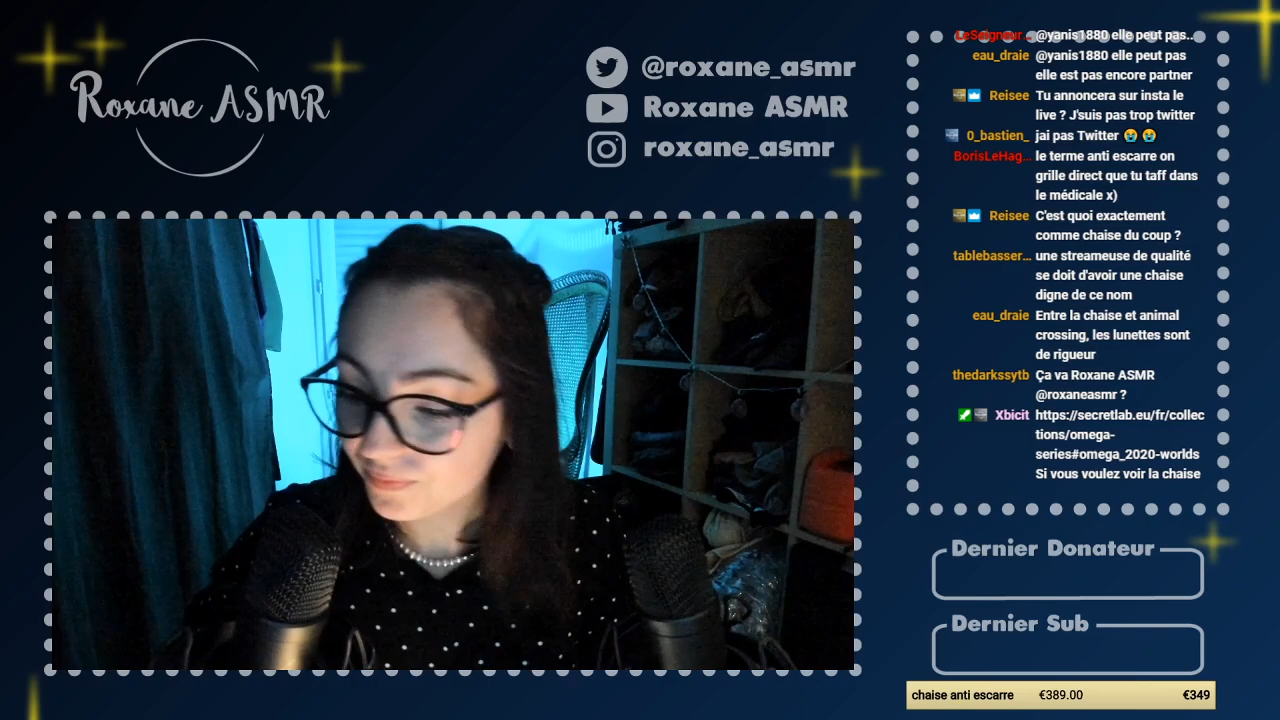 Roxane ASMR
@roxane_asmr
Roxane ASMR
roxane_asmr
LeSeigneur... @yanis1880 elle peut pas..
eau_draie @yanis1880 elle peut pas
elle est pas encore partner
Reisee Tu annoncera sur insta le
live ? J'suis pas trop twitter
0_bastien_ jai pas Twitter 😭 😭
BorisLeHag... le terme anti escarre on
grille direct que tu taff dans
le médicale x)
Reisee C'est quoi exactement
comme chaise du coup ?
tablebasser... une streameuse de qualité
se doit d'avoir une chaise
digne de ce nom
eau_draie Entre la chaise et animal
crossing, les lunettes sont
de rigueur
thedarkssytb Ça va Roxane ASMR
@roxaneasmr ?
Xbicit https://secretlab.eu/fr/collec
tions/omega-
series#omega_2020-worlds
Si vous voulez voir la chaise
Dernier Donateur
Dernier Sub
chaise anti escarre €389.00 €349